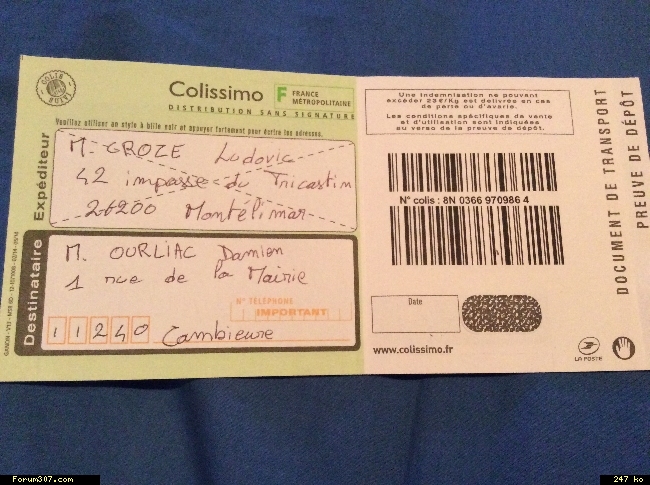 Colissimo
F FRANCE
MÉTROPOLITAINE
DISTRIBUTION SANS SIGNATURE
Veuillez utiliser un stylo à bille noir et appuyer fortement pour écrire les adresses.
Expéditeur
M. GROZE Ludovic
42 impasse du Tricastin
26200 Montélimar
Destinataire
M. OURLIAC Damien
1 rue de la Mairie
N° TÉLÉPHONE
IMPORTANT
11240 Cambieure
Une indemnisation ne pouvant
excéder 23€/Kg est délivrée en cas
de perte ou d'avarie.
Les conditions spécifiques de vente
et d'utilisation sont indiquées
au verso de la preuve de dépôt.
N° colis : 8N 0366 970986 4
Date
www.colissimo.fr
LA POSTE
DOCUMENT DE TRANSPORT
PREUVE DE DÉPÔT
Forum307.com
247 ko